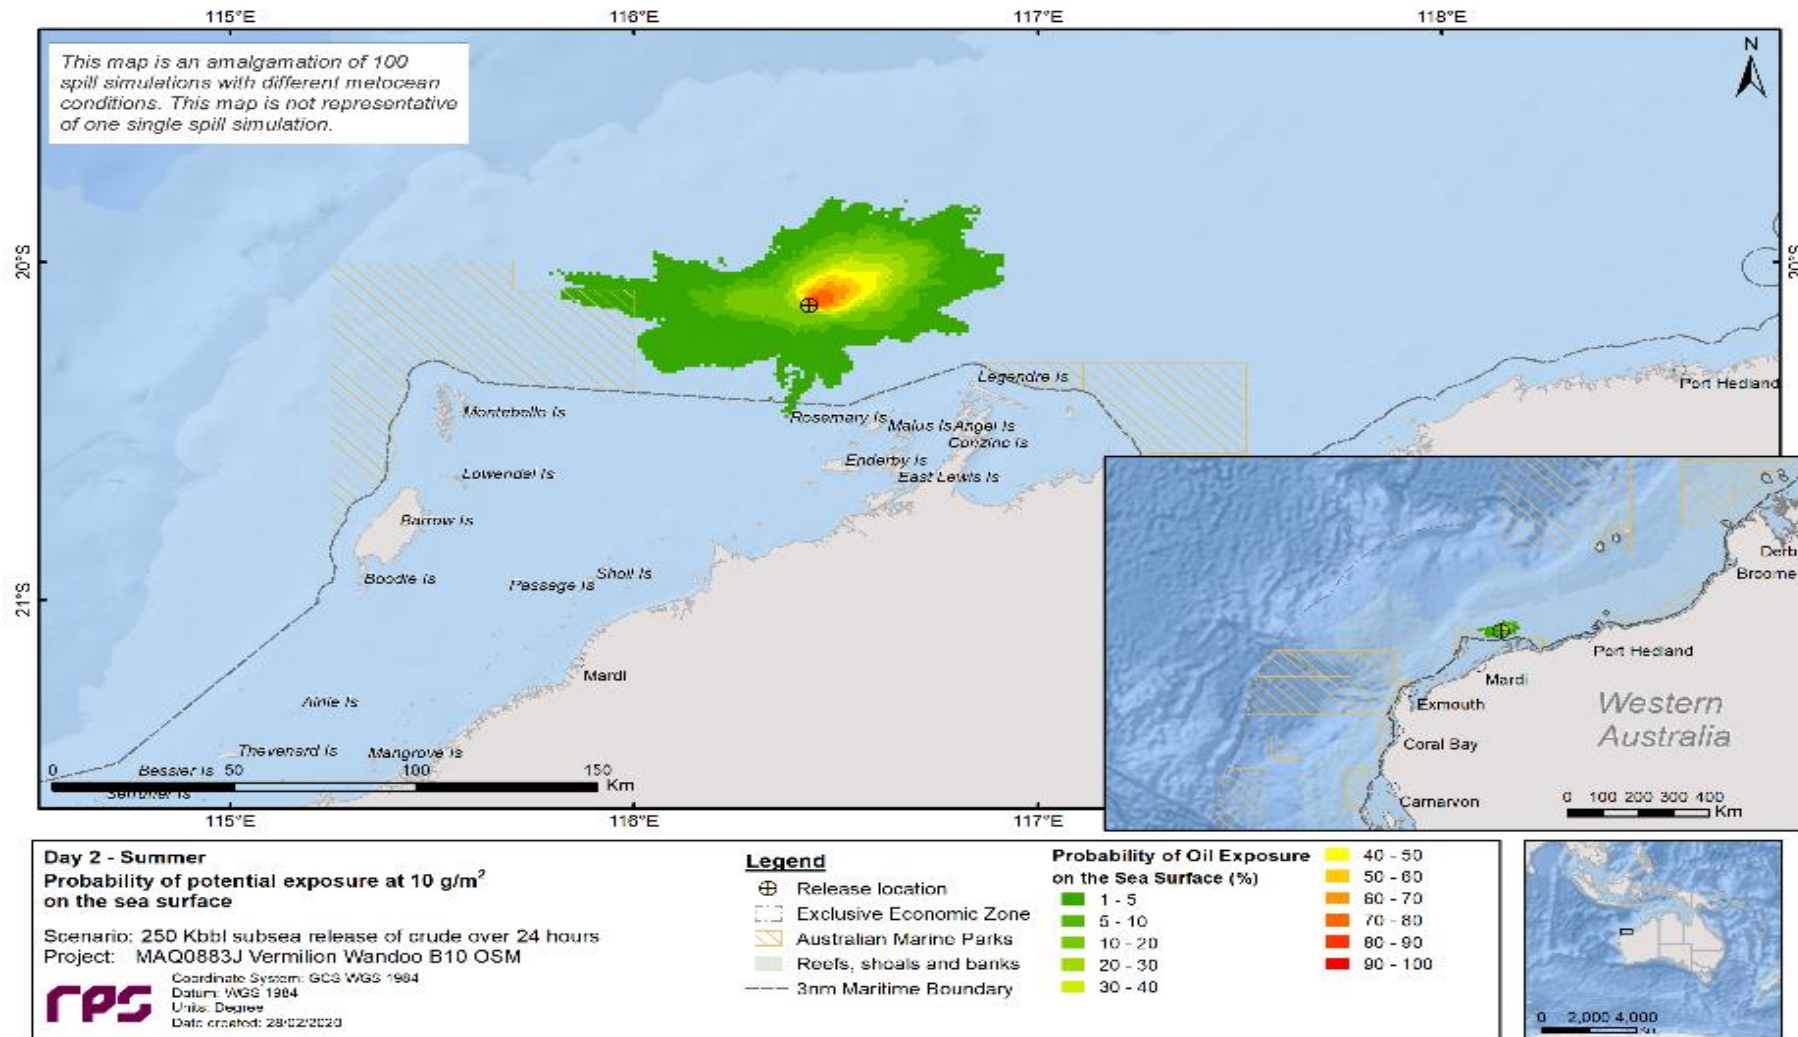 115°E 116°E 117°E 118°E
This map is an amalgamation of 100
spill simulations with different metocean
conditions. This map is not representative
of one single spill simulation.
N
20°S
20°S
Legendre Is
Port Hedland
Montebello Is
Rosemary Is
Malus Is
Angel Is
Conzinc Is
Enderby Is
Lowendal Is
East Lewis Is
Barrow Is
Boodie Is
Passage Is
Sholl Is
21°S
Mardi
Airlie Is
Thevenard Is
Mangrove Is
Bessier Is
Serrurier Is
0 50 100 150
Km
115°E 116°E 117°E
Derb
Broome
Port Hedland
Mardi
Exmouth
Western
Australia
Coral Bay
Carnarvon
0 100 200 300 400
Km
Day 2 - Summer
Probability of potential exposure at 10 g/m²
on the sea surface
Scenario: 250 Kbbl subsea release of crude over 24 hours
Project: MAQ0883J Vermilion Wandoo B10 OSM
rps
Coordinate System: GCS WGS 1984
Datum: WGS 1984
Units: Degree
Date created: 28/02/2020
Legend
Release location
Exclusive Economic Zone
Australian Marine Parks
Reefs, shoals and banks
3nm Maritime Boundary
Probability of Oil Exposure
on the Sea Surface (%)
1 - 5
5 - 10
10 - 20
20 - 30
30 - 40
40 - 50
50 - 60
60 - 70
70 - 80
80 - 90
90 - 100
0 2,000 4,000
Km